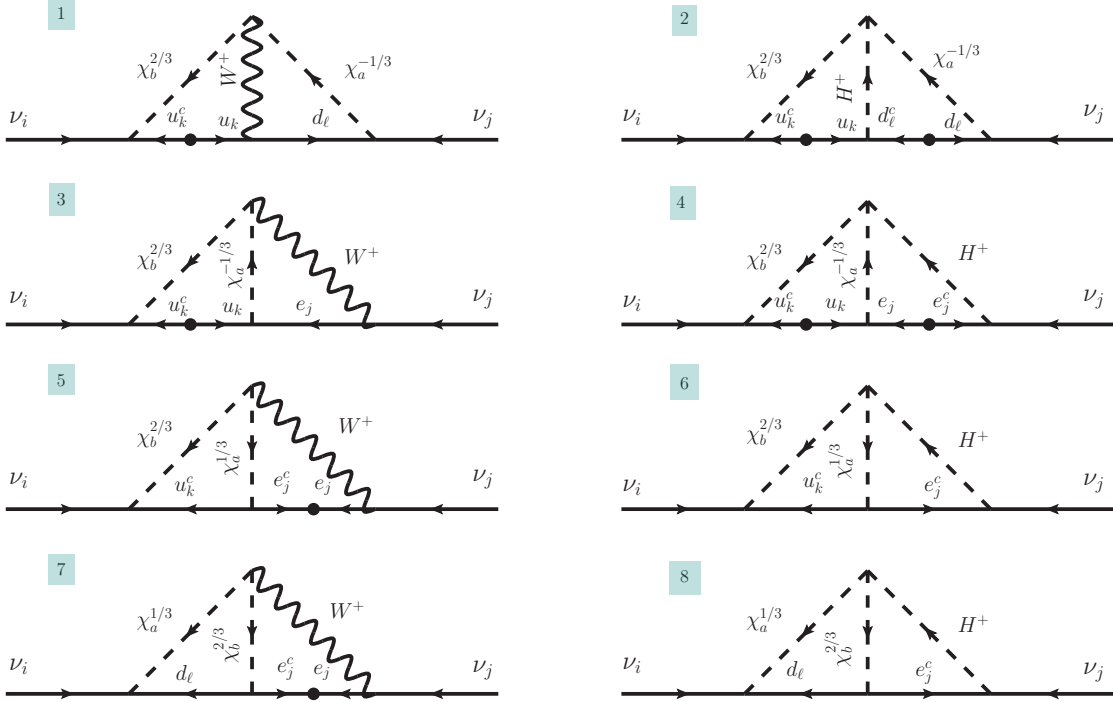 1
χ_b^{2/3} W^+ χ_a^{-1/3}
ν_i u_k^c u_k d_ℓ ν_j
2
χ_b^{2/3} H^+ χ_a^{-1/3}
ν_i u_k^c u_k d_ℓ^c d_ℓ ν_j
3
χ_b^{2/3} χ_a^{-1/3} W^+
ν_i u_k^c u_k e_j ν_j
4
χ_b^{2/3} χ_a^{-1/3} H^+
ν_i u_k^c u_k e_j e_j^c ν_j
5
χ_b^{2/3} χ_a^{1/3} W^+
ν_i u_k^c e_j^c e_j ν_j
6
χ_b^{2/3} χ_a^{1/3} H^+
ν_i u_k^c e_j^c ν_j
7
χ_a^{1/3} χ_b^{2/3} W^+
ν_i d_ℓ e_j^c e_j ν_j
8
χ_a^{1/3} χ_b^{2/3} H^+
ν_i d_ℓ e_j^c ν_j